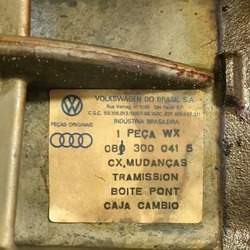 VOLKSWAGEN DO BRASIL S.A.
INDÚSTRIA BRASILEIRA
PEÇAS ORIGINAIS
1 PEÇA WX
080 300 041 5
CX,MUDANÇAS
TRAMISSION
BOITE PONT
CAJA CAMBIO